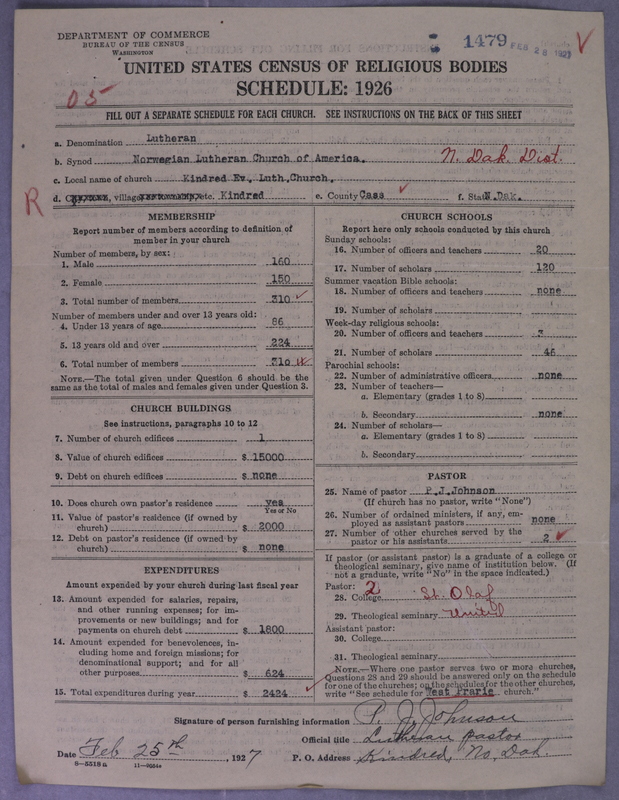 DEPARTMENT OF COMMERCE
BUREAU OF THE CENSUS
WASHINGTON
1479 FEB 28 1927
UNITED STATES CENSUS OF RELIGIOUS BODIES
SCHEDULE: 1926
05
FILL OUT A SEPARATE SCHEDULE FOR EACH CHURCH. SEE INSTRUCTIONS ON THE BACK OF THIS SHEET
a. Denomination Lutheran
b. Synod Norwegian Lutheran Church of America. N. Dak. Dist.
c. Local name of church Kindred Ev. Luth. Church.
R
d. village, etc. Kindred e. County Cass f. State N.Dak.
MEMBERSHIP
Report number of members according to definition of
member in your church
Number of members, by sex:
1. Male 160
2. Female 150
3. Total number of members 310
Number of members under and over 13 years old:
4. Under 13 years of age 86
5. 13 years old and over 224
6. Total number of members 310
NOTE.—The total given under Question 6 should be the
same as the total of males and females given under Question 3.
CHURCH BUILDINGS
See instructions, paragraphs 10 to 12
7. Number of church edifices 1
8. Value of church edifices $ 15000
9. Debt on church edifices $ none
10. Does church own pastor's residence yes
Yes or No
11. Value of pastor's residence (if owned by
church) $ 2000
12. Debt on pastor's residence (if owned by
church) $ none
EXPENDITURES
Amount expended by your church during last fiscal year
13. Amount expended for salaries, repairs,
and other running expenses; for im-
provements or new buildings; and for
payments on church debt $ 1800
14. Amount expended for benevolences, in-
cluding home and foreign missions; for
denominational support; and for all
other purposes $ 624
15. Total expenditures during year $ 2424
CHURCH SCHOOLS
Report here only schools conducted by this church
Sunday schools:
16. Number of officers and teachers 20
17. Number of scholars 120
Summer vacation Bible schools:
18. Number of officers and teachers none
19. Number of scholars
Week-day religious schools:
20. Number of officers and teachers 3
21. Number of scholars 46
Parochial schools:
22. Number of administrative officers none
23. Number of teachers—
a. Elementary (grades 1 to 8)
b. Secondary none
24. Number of scholars—
a. Elementary (grades 1 to 8)
b. Secondary
PASTOR
25. Name of pastor P.J.Johnson
(If church has no pastor, write "None")
26. Number of ordained ministers, if any, em-
ployed as assistant pastors none
27. Number of other churches served by the
pastor or his assistants 2
If pastor (or assistant pastor) is a graduate of a college or
theological seminary, give name of institution below. (If
not a graduate, write "No" in the space indicated.)
Pastor: 2
28. College St. Olaf
29. Theological seminary United
Assistant pastor:
30. College
31. Theological seminary
NOTE.—Where one pastor serves two or more churches,
Questions 28 and 29 should be answered only on the schedule
for one of the churches; on the schedules for the other churches,
write "See schedule for West Prarie church."
Signature of person furnishing information P. J. Johnson
Official title Lutheran pastor
Date Feb 25th, 1927 P. O. Address Kindred, No. Dak.
8-5518a 11-9054a